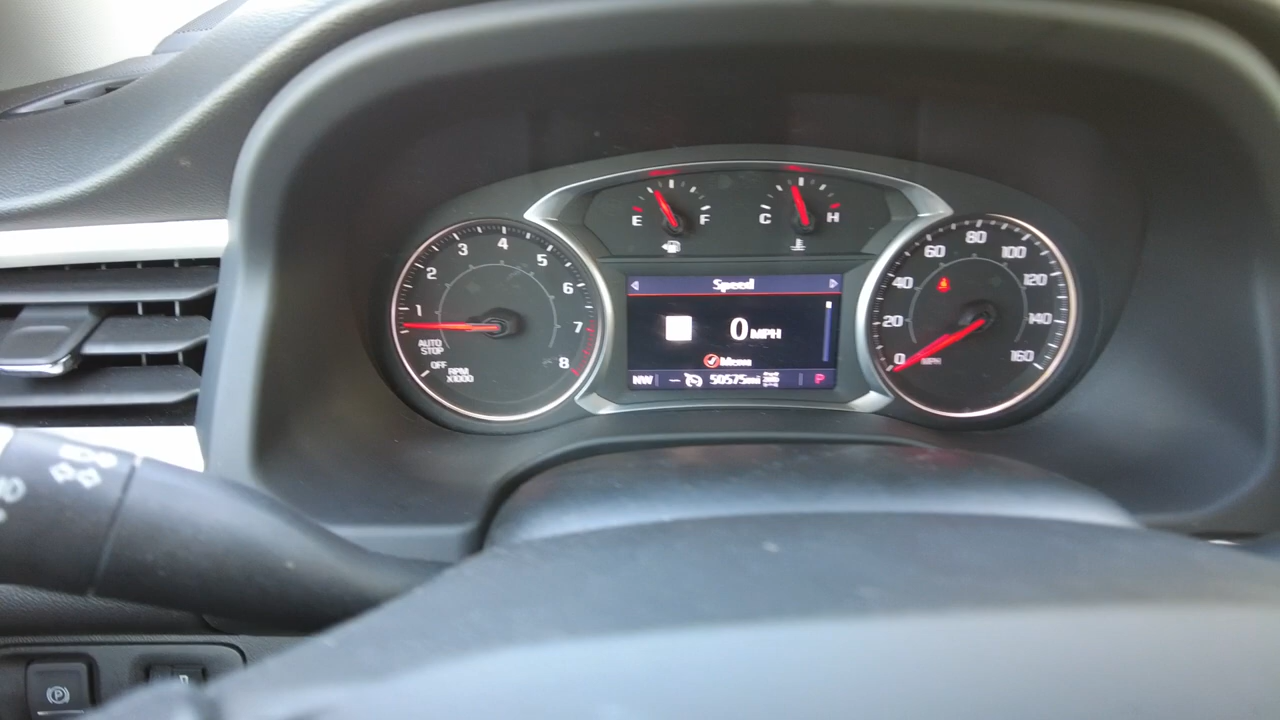 E F
C H
1 2 3 4 5 6 7 8
AUTO
STOP
OFF
RPM
X1000
Speed
0 MPH
NW
50575mi
P
0 20 40 60 80 100 120 140 160
MPH
P